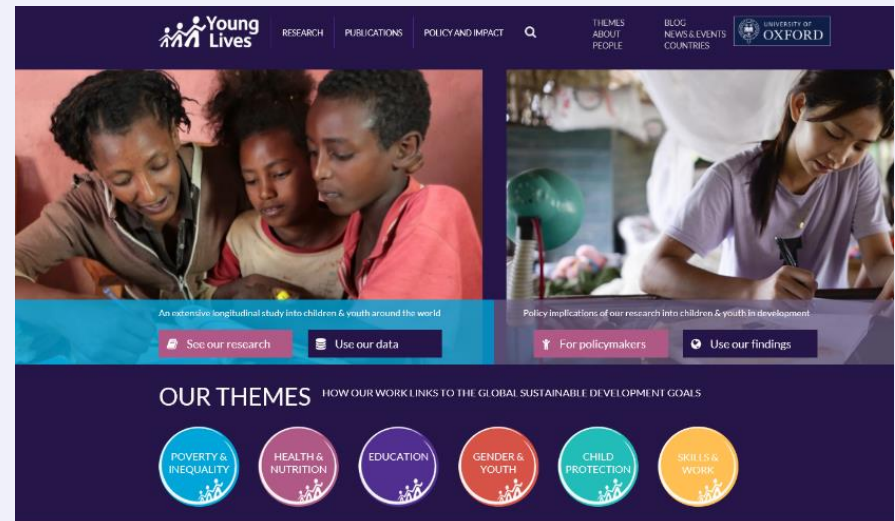 Young
Lives
RESEARCH
PUBLICATIONS
POLICY AND IMPACT
THEMES
ABOUT
PEOPLE
BLOG
NEWS & EVENTS
COUNTRIES
UNIVERSITY OF
OXFORD
An extensive longitudinal study into children & youth around the world
See our research
Use our data
Policy implications of our research into children & youth in development
For policymakers
Use our findings
OUR THEMES
HOW OUR WORK LINKS TO THE GLOBAL SUSTAINABLE DEVELOPMENT GOALS
POVERTY &
INEQUALITY
HEALTH &
NUTRITION
EDUCATION
GENDER &
YOUTH
CHILD
PROTECTION
SKILLS &
WORK